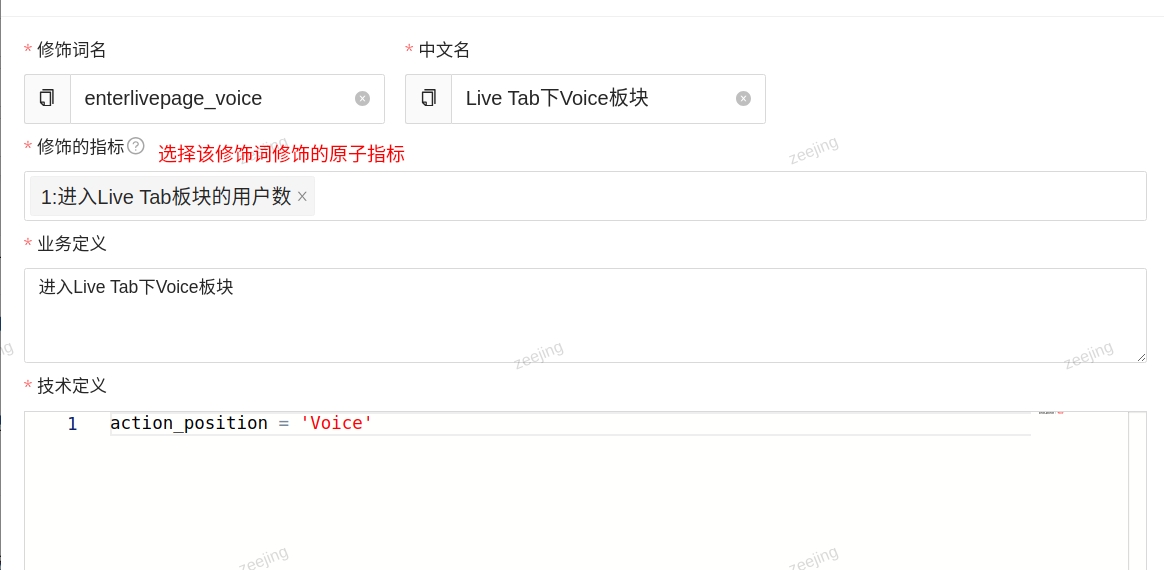 * 修饰词名
* 中文名
enterlivepage_voice
Live Tab下Voice板块
* 修饰的指标?
选择该修饰词修饰的原子指标
zeejing
zeejing
1:进入Live Tab板块的用户数 ×
* 业务定义
进入Live Tab下Voice板块
ng
zeejing
zeejing
* 技术定义
1 action_position = 'Voice'
zeejing
zeejing